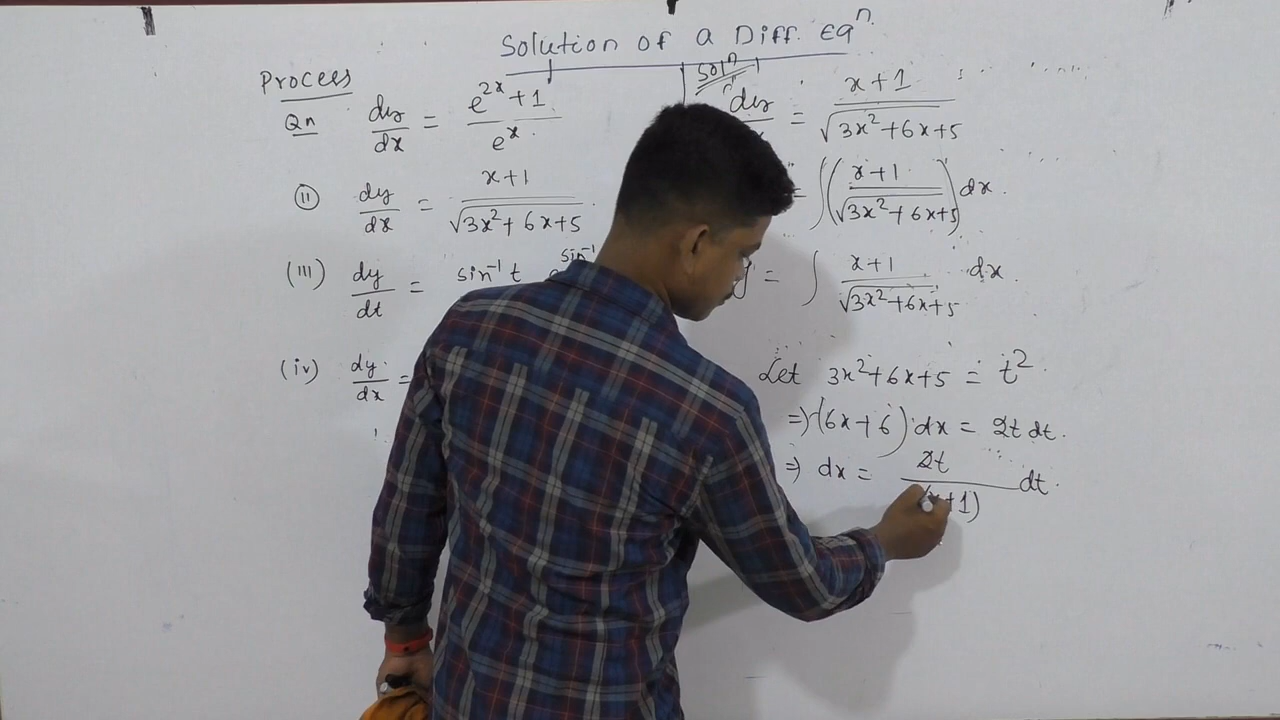 Solution of a Diff. Eqⁿ.
Process
Qn dy/dx = (e^{2x}+1)/e^x.
(ii) dy/dx = (x+1)/√(3x²+6x+5).
(iii) dy/dt = sin⁻¹ t sin⁻¹
(iv) dy/dx =
Solⁿ
dy = (x+1)/√(3x²+6x+5)
= ∫((x+1)/√(3x²+6x+5))dx.
y = ∫ (x+1)/√(3x²+6x+5) dx.
Let 3x²+6x+5 = t².
⇒ (6x+6) dx = 2t dt.
⇒ dx = 2t/(x+1) dt.